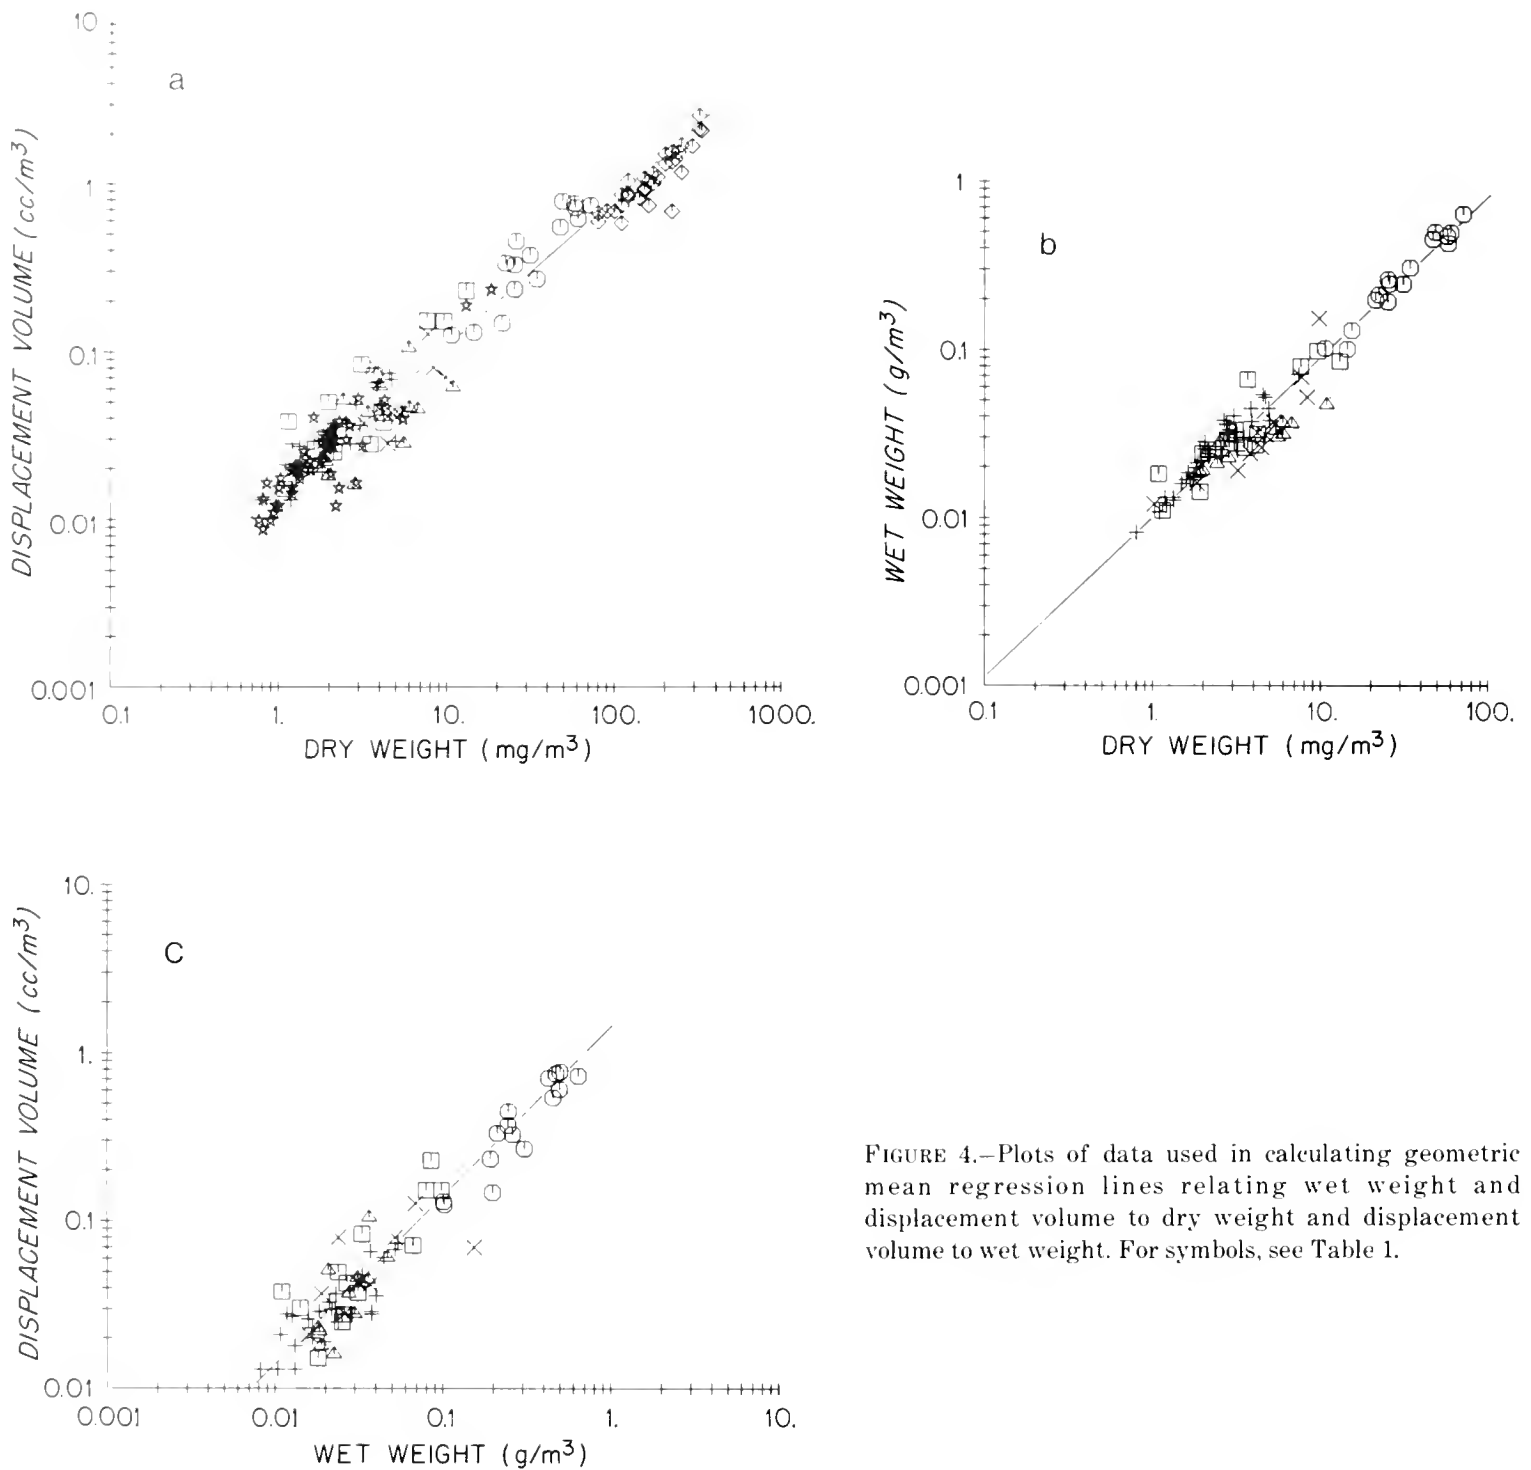 a
10
1
0.1
0.01
0.001
DISPLACEMENT VOLUME (cc/m³)
0.1 1. 10. 100. 1000.
DRY WEIGHT (mg/m³)
b
1
0.1
0.01
0.001
WET WEIGHT (g/m³)
0.1 1. 10. 100.
DRY WEIGHT (mg/m³)
C
10.
1.
0.1
0.01
DISPLACEMENT VOLUME (cc/m³)
0.001 0.01 0.1 1. 10.
WET WEIGHT (g/m³)
FIGURE 4.—Plots of data used in calculating geometric
mean regression lines relating wet weight and
displacement volume to dry weight and displacement
volume to wet weight. For symbols, see Table 1.